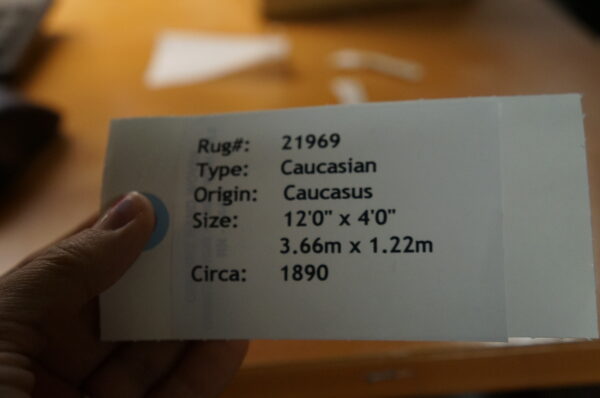 Rug#: 21969
Type: Caucasian
Origin: Caucasus
Size: 12'0" x 4'0"
3.66m x 1.22m
Circa: 1890